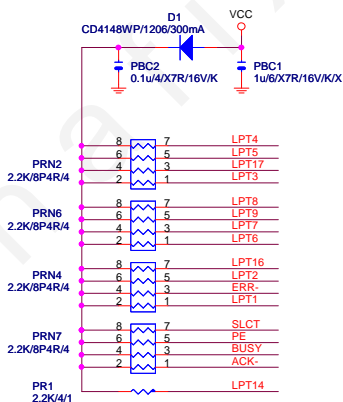 D1
VCC
CD4148WP/1206/300mA
PBC2
0.1u/4/X7R/16V/K
PBC1
1u/6/X7R/16V/K/X
8 7 LPT4
6 5 LPT5
4 3 LPT17
2 1 LPT3
PRN2
2.2K/8P4R/4
8 7 LPT8
6 5 LPT9
4 3 LPT7
2 1 LPT6
PRN6
2.2K/8P4R/4
8 7 LPT16
6 5 LPT2
4 3 ERR-
2 1 LPT1
PRN4
2.2K/8P4R/4
8 7 SLCT
6 5 PE
4 3 BUSY
2 1 ACK-
PRN7
2.2K/8P4R/4
PR1
2.2K/4/1
LPT14